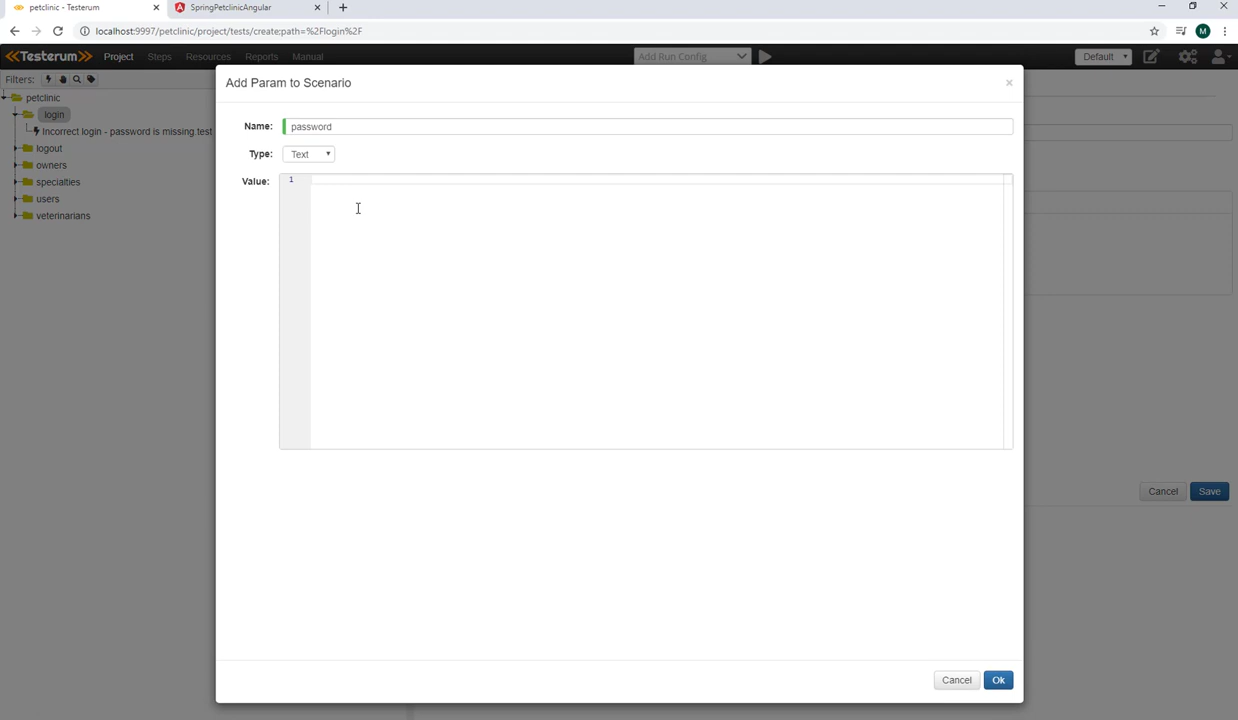 petclinic - Testerum
SpringPetclinicAngular
localhost:9997/petclinic/project/tests/create;path=%2Flogin%2F
M
<<Testerum>>
Project
Steps
Resources
Reports
Manual
Add Run Config
Default
Filters:
petclinic
login
Incorrect login - password is missing test
logout
owners
specialties
users
veterinarians
Add Param to Scenario
×
Name:
password
Type:
Text
Value:
1
Cancel
Save
Cancel
Ok